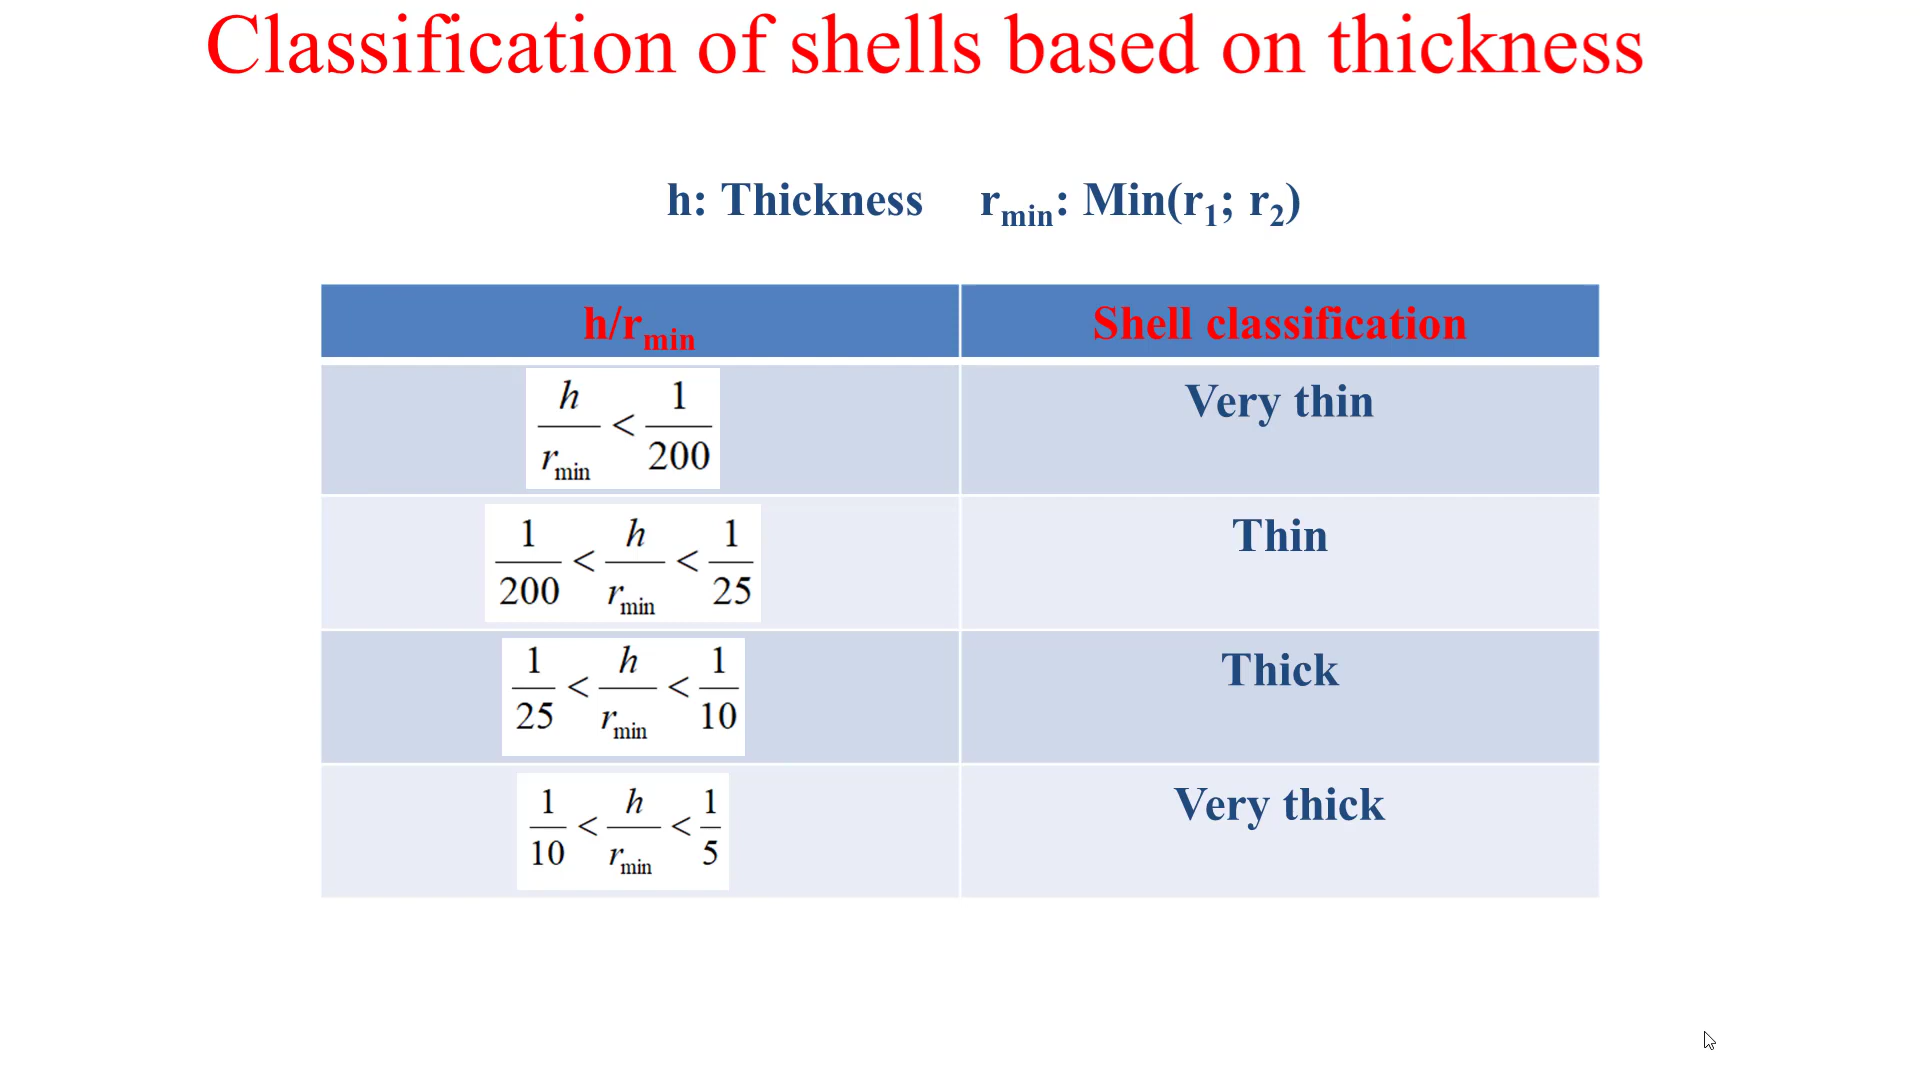 Classification of shells based on thickness
h: Thickness r_min: Min(r_1; r_2)
h/r_min Shell classification
h/r_min < 1/200 Very thin
1/200 < h/r_min < 1/25 Thin
1/25 < h/r_min < 1/10 Thick
1/10 < h/r_min < 1/5 Very thick